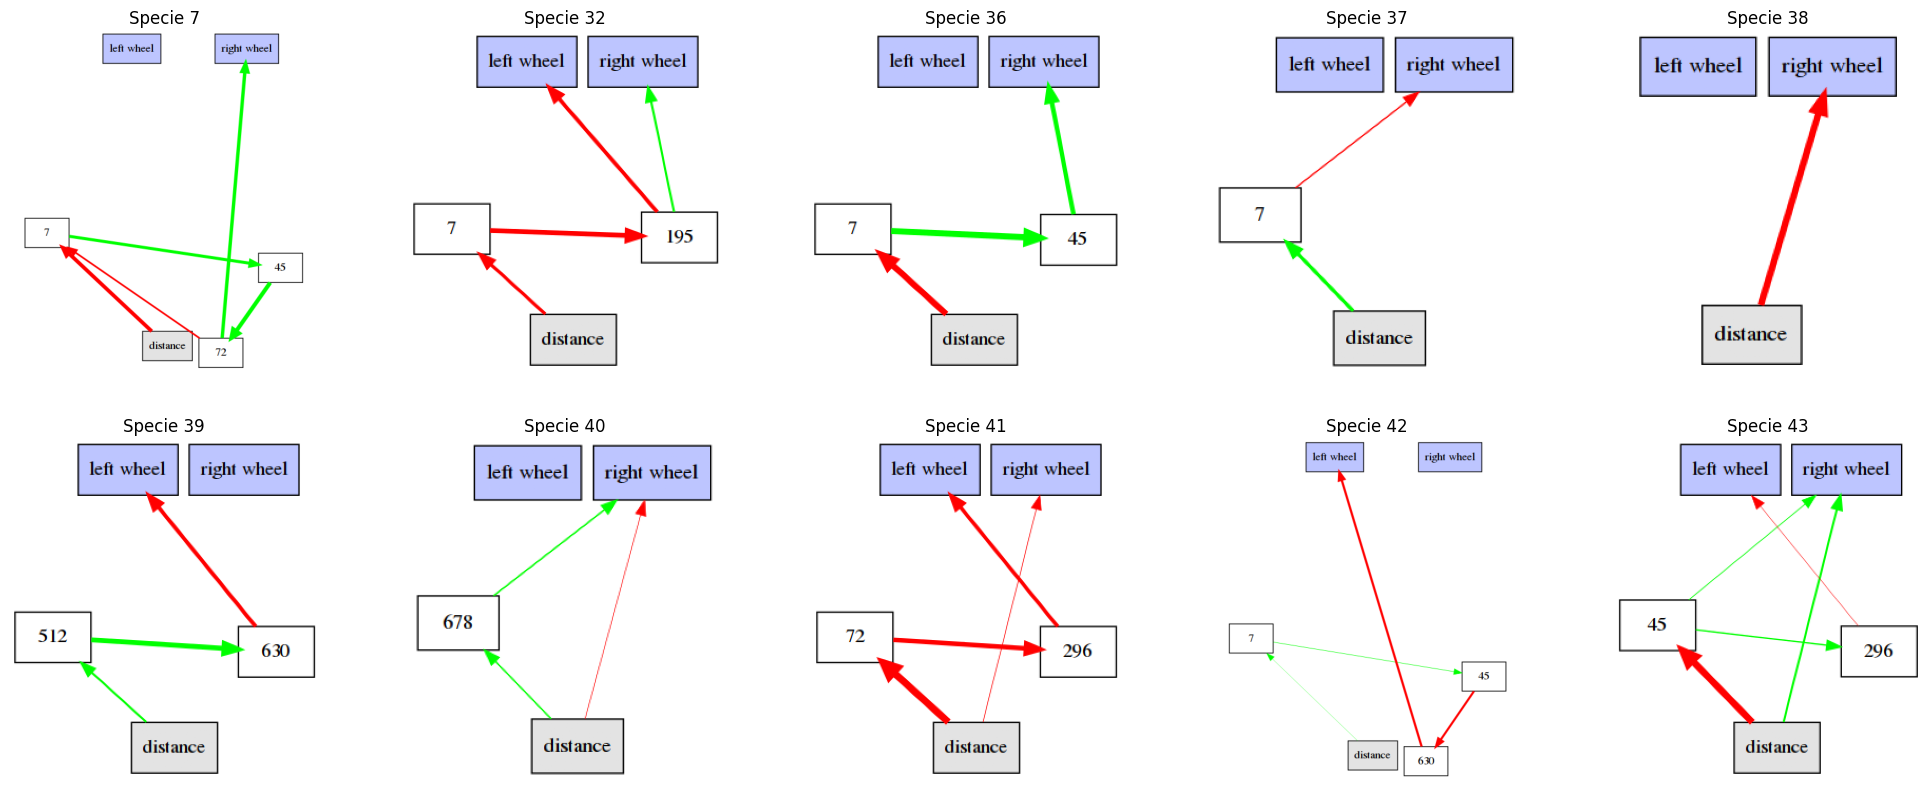 Specie 7
left wheel
right wheel
7
45
distance
72
Specie 32
left wheel
right wheel
7
195
distance
Specie 36
left wheel
right wheel
7
45
distance
Specie 37
left wheel
right wheel
7
distance
Specie 38
left wheel
right wheel
distance
Specie 39
left wheel
right wheel
512
630
distance
Specie 40
left wheel
right wheel
678
distance
Specie 41
left wheel
right wheel
72
296
distance
Specie 42
left wheel
right wheel
7
45
distance
630
Specie 43
left wheel
right wheel
45
296
distance